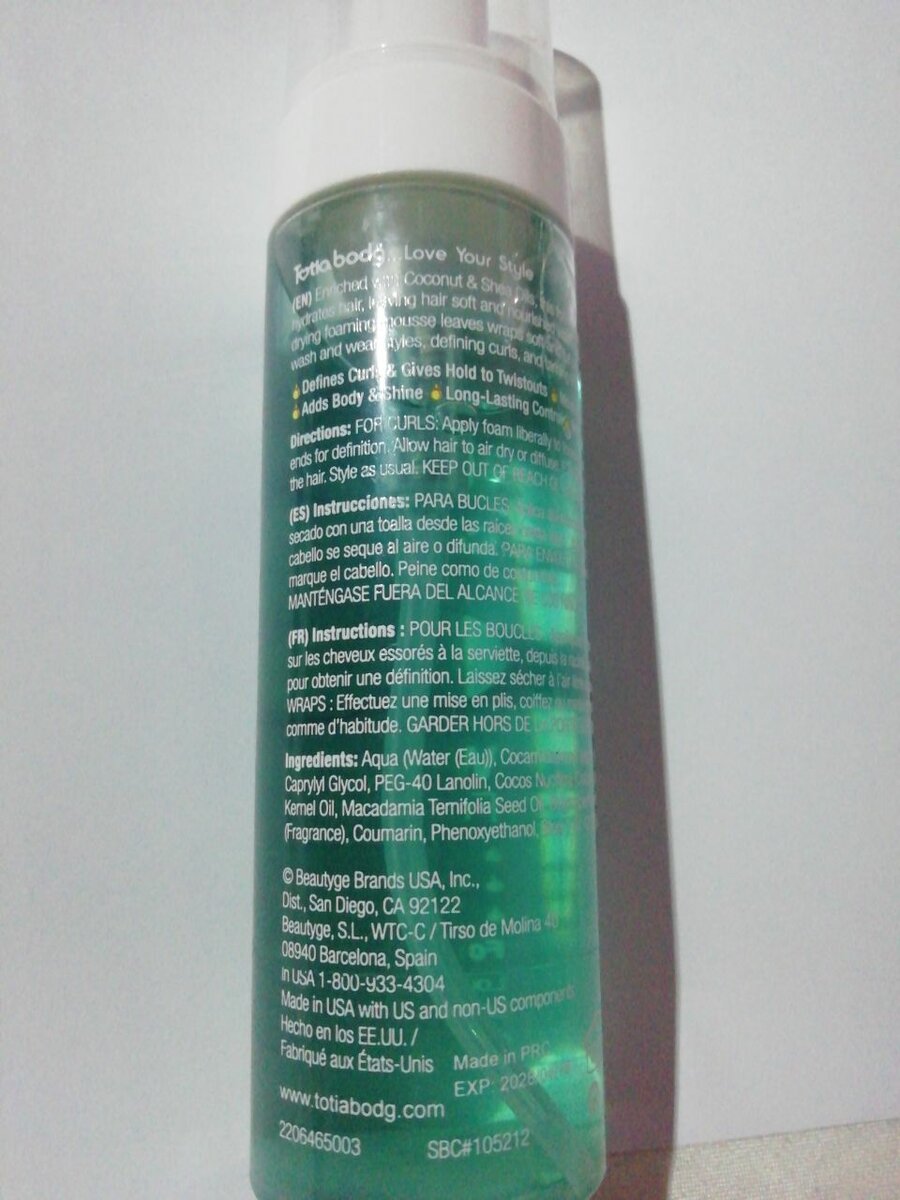 Totiabodg...Love Your Style
(EN) Enriched with Coconut & Shea
hydrates hair, leaving hair soft and nourished
drying foaming mousse leaves wraps soft
wash and wear styles, defining curls, and
Defines Curls & Gives Hold to Twistouts
Adds Body & Shine Long-Lasting Control
Directions: FOR CURLS: Apply foam liberally to
ends for definition. Allow hair to air dry or diffuse.
the hair. Style as usual. KEEP OUT OF REACH
(ES) Instrucciones: PARA BUCLES:
secado con una toalla desde las raíces
cabello se seque al aire o difunda. PARA
marque el cabello. Peine como de
MANTÉNGASE FUERA DEL ALCANCE
(FR) Instructions : POUR LES BOUCLES
sur les cheveux essorés à la serviette, depuis la
pour obtenir une définition. Laissez sécher à l'air
WRAPS : Effectuez une mise en plis, coiffez
comme d'habitude. GARDER HORS DE
Ingredients: Aqua (Water (Eau)),
Caprylyl Glycol, PEG-40 Lanolin, Cocos
Kernel Oil, Macadamia Ternifolia Seed
(Fragrance), Coumarin, Phenoxyethanol,
© Beautyge Brands USA, Inc.,
Dist., San Diego, CA 92122
Beautyge, S.L., WTC-C / Tirso de Molina 40
08940 Barcelona, Spain
In USA 1-800-933-4304
Made in USA with US and non-US components
Hecho en los EE.UU. /
Fabriqué aux États-Unis
Made in PRC
EXP: 2026
www.totiabodg.com
2206465003
SBC#105212